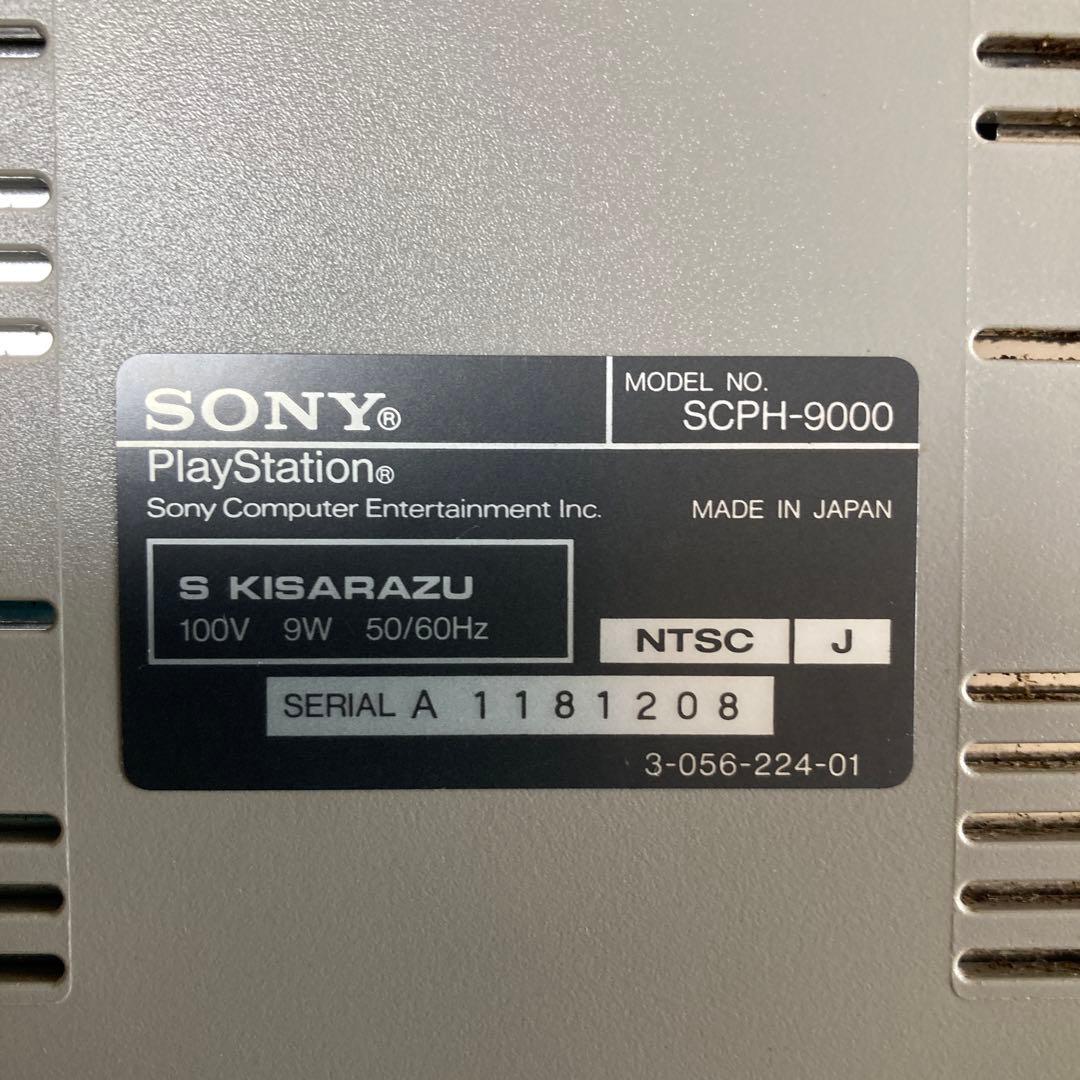 SONY®
MODEL NO.
SCPH-9000
PlayStation®
Sony Computer Entertainment Inc.
MADE IN JAPAN
S KISARAZU
100V 9W 50/60Hz
NTSC J
SERIAL A 1181208
3-056-224-01